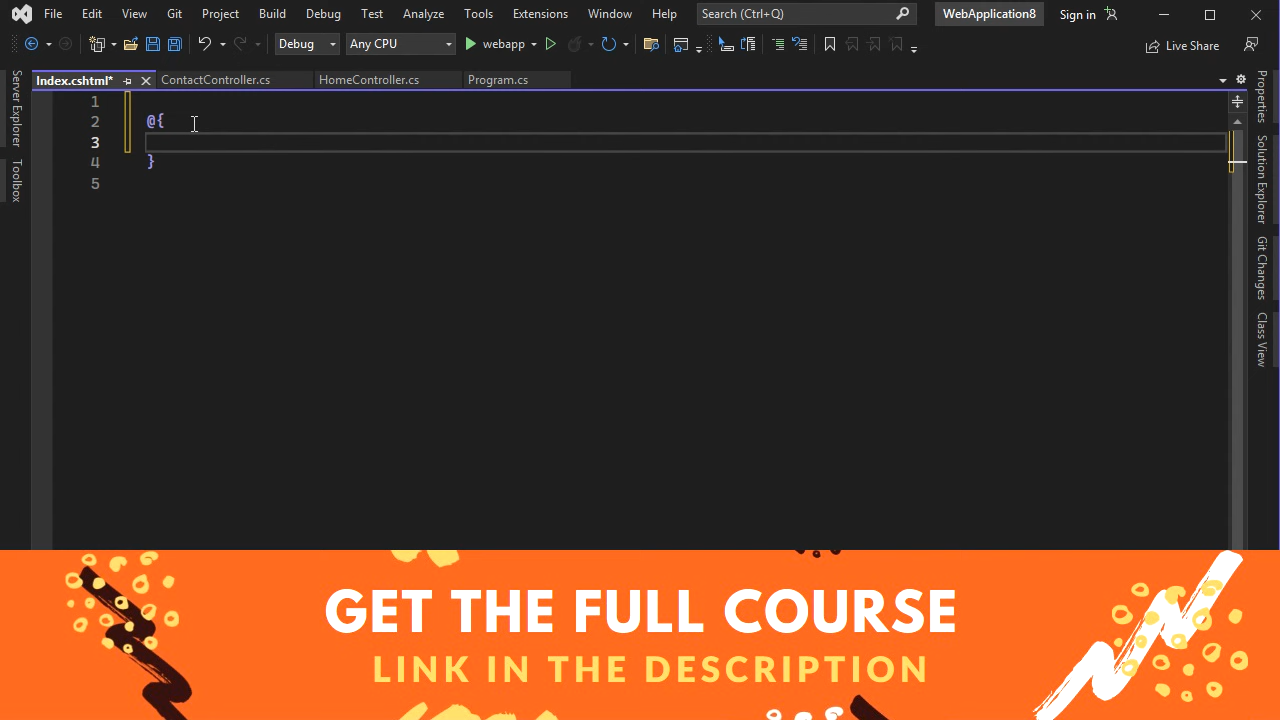 File Edit View Git Project Build Debug Test Analyze Tools Extensions Window Help Search (Ctrl+Q) WebApplication8 Sign in
Debug Any CPU webapp Live Share
Index.cshtml* ContactController.cs HomeController.cs Program.cs
Server Explorer
Toolbox
1
2 @{
3
4 }
5
Properties
Solution Explorer
Git Changes
Class View
GET THE FULL COURSE
LINK IN THE DESCRIPTION